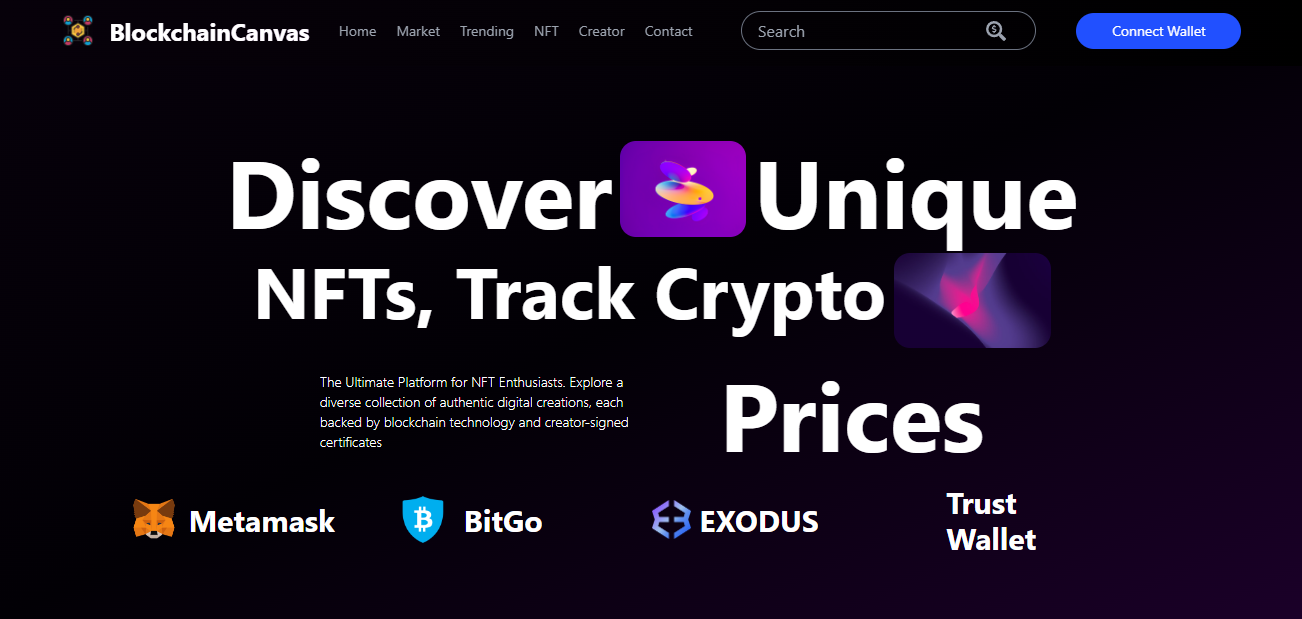 BlockchainCanvas Home Market Trending NFT Creator Contact Search Connect Wallet
Discover Unique
NFTs, Track Crypto
The Ultimate Platform for NFT Enthusiasts. Explore a
diverse collection of authentic digital creations, each
backed by blockchain technology and creator-signed
certificates
Prices
Metamask
BitGo
EXODUS
Trust
Wallet